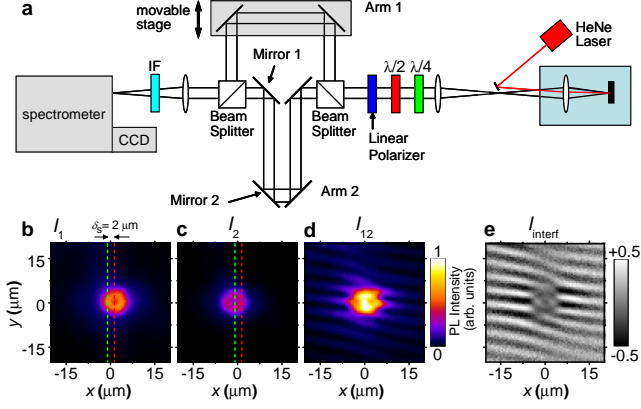 a
movable
stage
Arm 1
HeNe
Laser
Mirror 1
IF
λ/2 λ/4
spectrometer
CCD
Beam
Splitter
Beam
Splitter
Linear
Polarizer
Mirror 2
Arm 2
b I1 δs= 2 μm
c I2
d I12
e Iinterf
y (μm)
15
0
-15
-15 0 15
x (μm)
-15 0 15
x (μm)
-15 0 15
x (μm)
1
0
PL Intensity
(arb. units)
-15 0 15
x (μm)
+0.5
-0.5